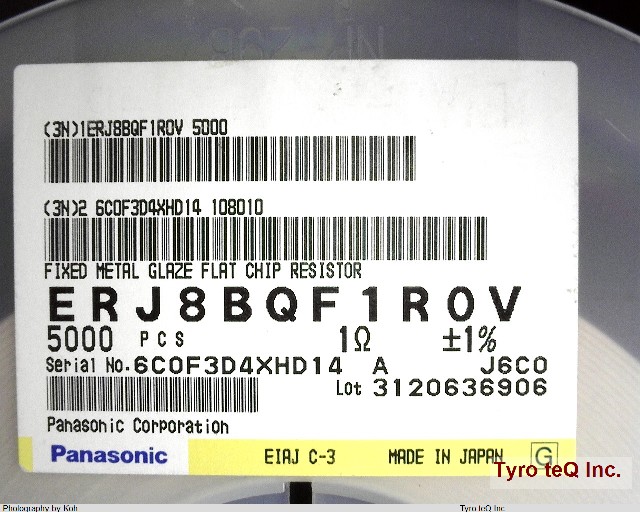 (3N)1ERJ8BQF1R0V 5000
(3N)2 6C0F3D4XHD14 108010
FIXED METAL GLAZE FLAT CHIP RESISTOR
ERJ8BQF1R0V
5000 PCS 1Ω ±1%
Serial No.6C0F3D4XHD14 A J6C0
Lot 3120636906
Panasonic Corporation
Panasonic EIAJ C-3 MADE IN JAPAN G
Tyro teQ Inc.
Photography by Koh Tyro teQ Inc